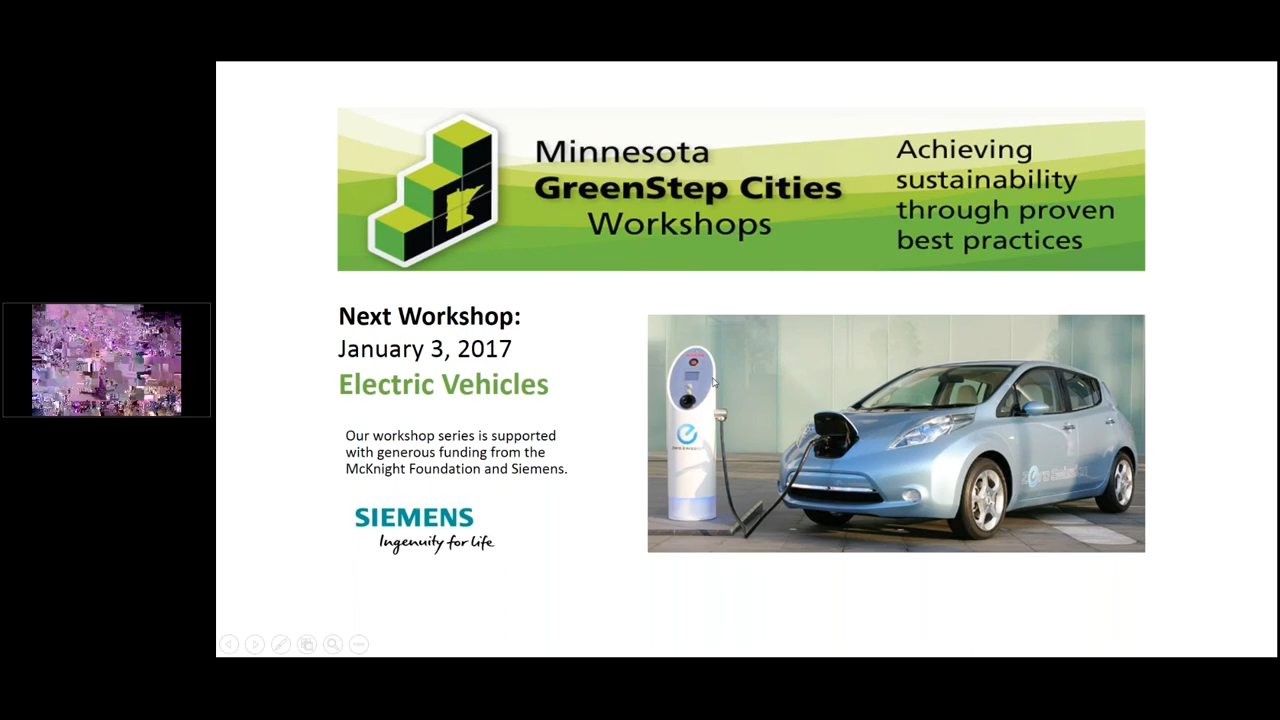 Minnesota
GreenStep Cities
Workshops
Achieving
sustainability
through proven
best practices
Next Workshop:
January 3, 2017
Electric Vehicles
Our workshop series is supported
with generous funding from the
McKnight Foundation and Siemens.
SIEMENS
Ingenuity for life